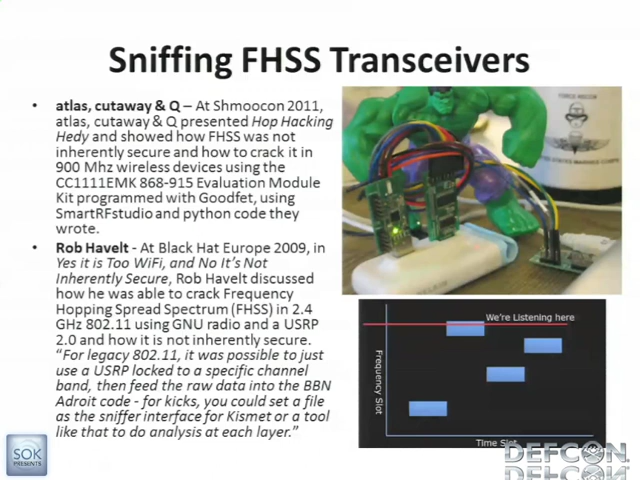 Sniffing FHSS Transceivers
• atlas, cutaway & Q – At Shmoocon 2011,
atlas, cutaway & Q presented Hop Hacking
Hedy and showed how FHSS was not
inherently secure and how to crack it in
900 Mhz wireless devices using the
CC1111EMK 868-915 Evaluation Module
Kit programmed with Goodfet, using
SmartRFstudio and python code they
wrote.
• Rob Havelt - At Black Hat Europe 2009, in
Yes it is Too WiFi, and No It's Not
Inherently Secure, Rob Havelt discussed
how he was able to crack Frequency
Hopping Spread Spectrum (FHSS) in 2.4
GHz 802.11 using GNU radio and a USRP
2.0 and how it is not inherently secure.
"For legacy 802.11, it was possible to just
use a USRP locked to a specific channel
band, then feed the raw data into the BBN
Adroit code - for kicks, you could set a file
as the sniffer interface for Kismet or a tool
like that to do analysis at each layer."
FORCE RECON
UNITED STATES MARINE CORPS
We're Listening here
Frequency Slot
Time Slot
SOK
PRESENTS
DEFCON